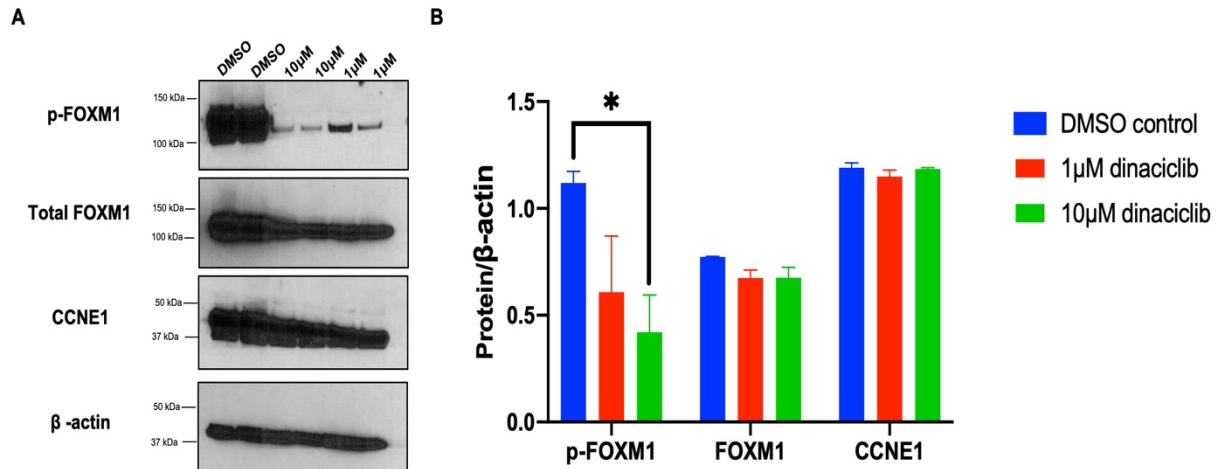 A
DMSO DMSO 10µM 10µM 1µM 1µM
p-FOXM1
150 kDa
100 kDa
Total FOXM1
150 kDa
100 kDa
CCNE1
50 kDa
37 kDa
β -actin
50 kDa
37 kDa
B
Protein/β-actin
1.5
1.0
0.5
0.0
*
p-FOXM1 FOXM1 CCNE1
DMSO control
1µM dinaciclib
10µM dinaciclib